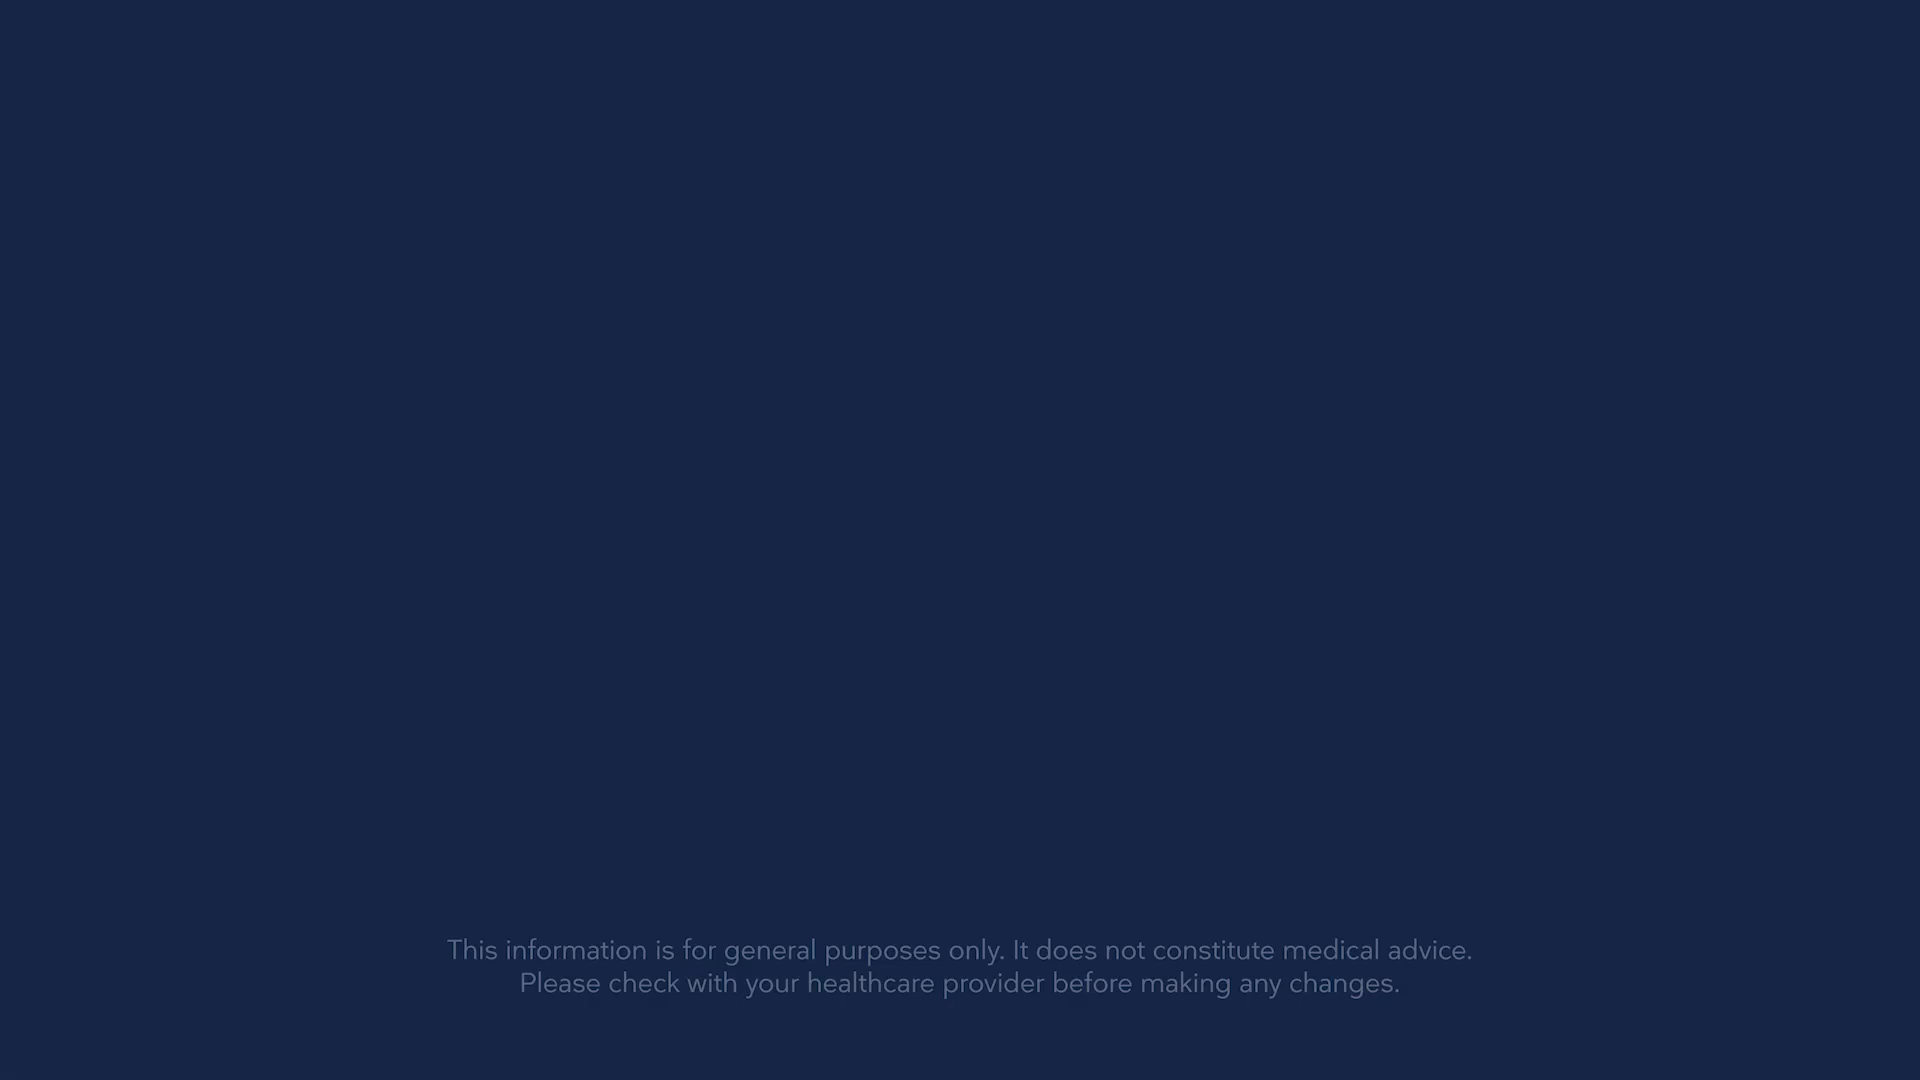 This information is for general purposes only. It does not constitute medical advice.
Please check with your healthcare provider before making any changes.